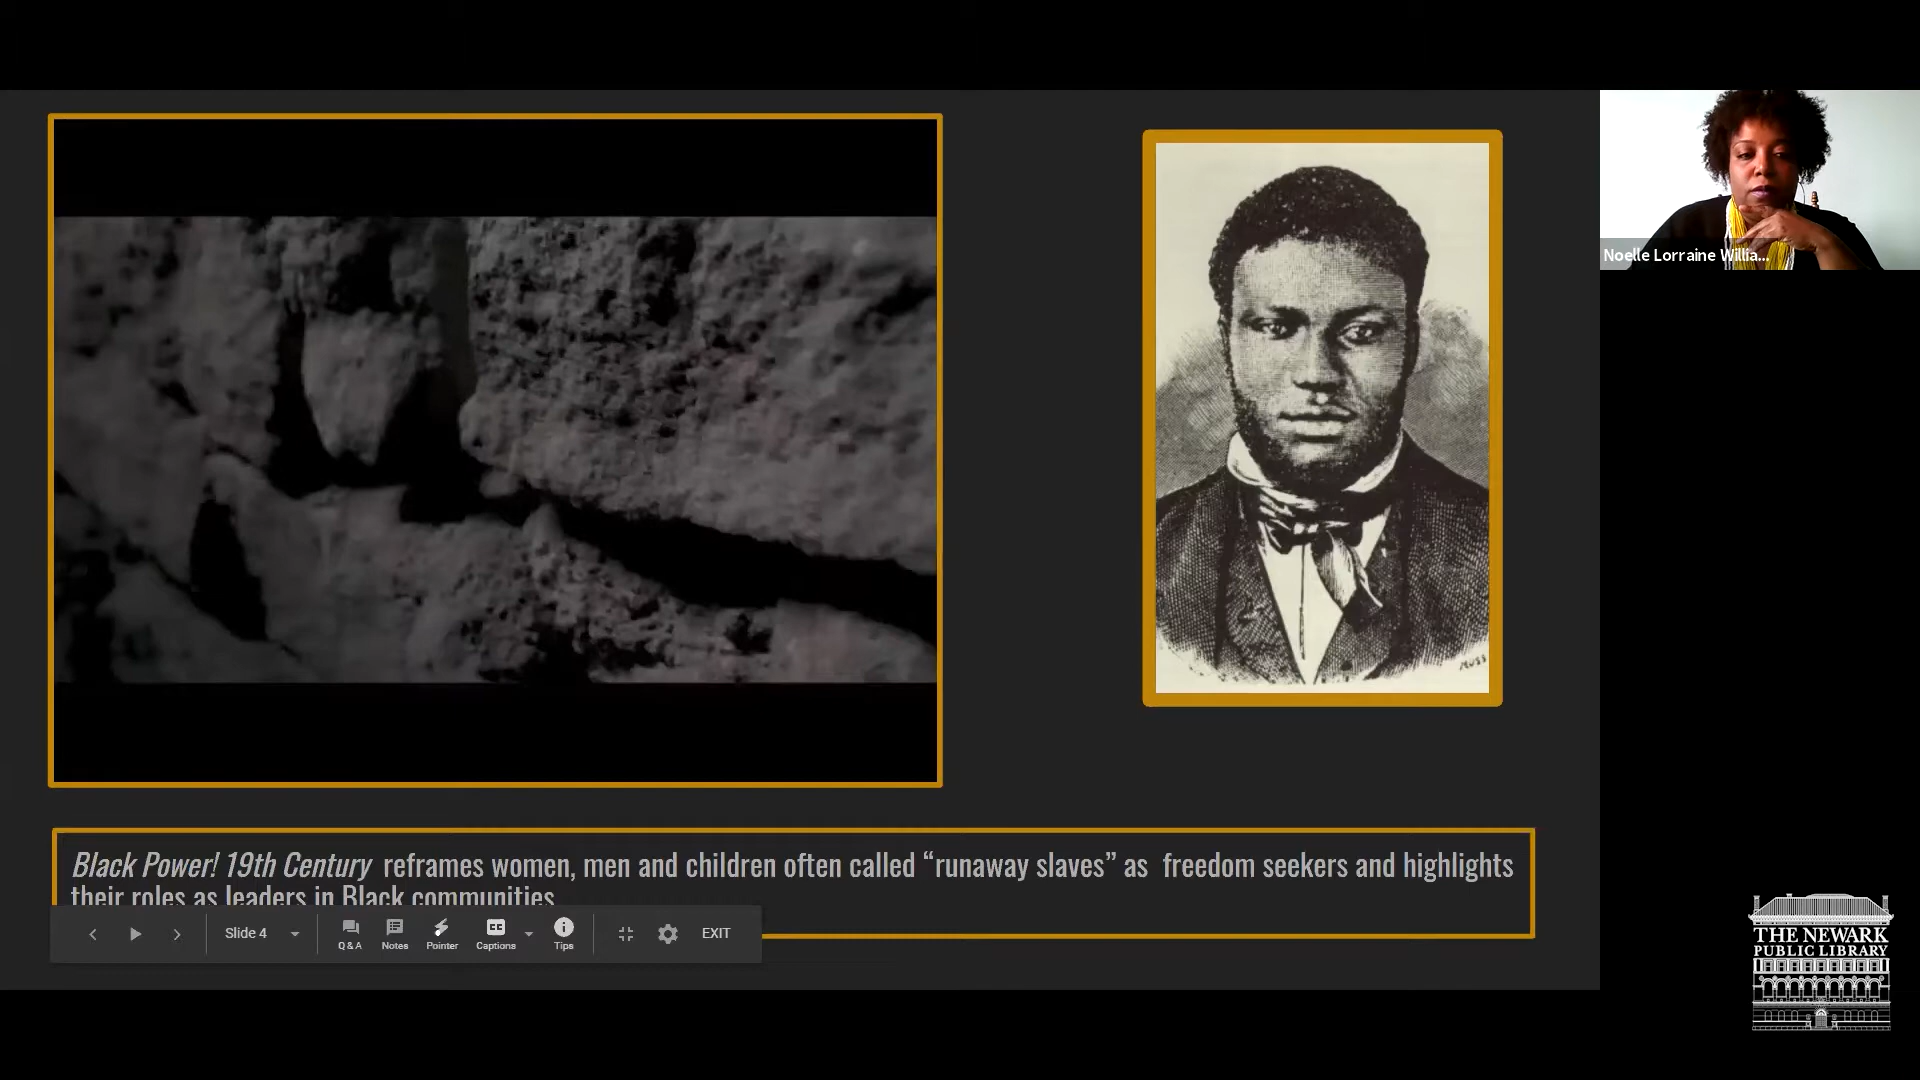 Noelle Lorraine Willia...
MUSS
Black Power! 19th Century reframes women, men and children often called “runaway slaves” as freedom seekers and highlights
their roles as leaders in Black communities
Slide 4
Q & A
Notes
Pointer
CC
Captions
Tips
EXIT
THE NEWARK
PUBLIC LIBRARY